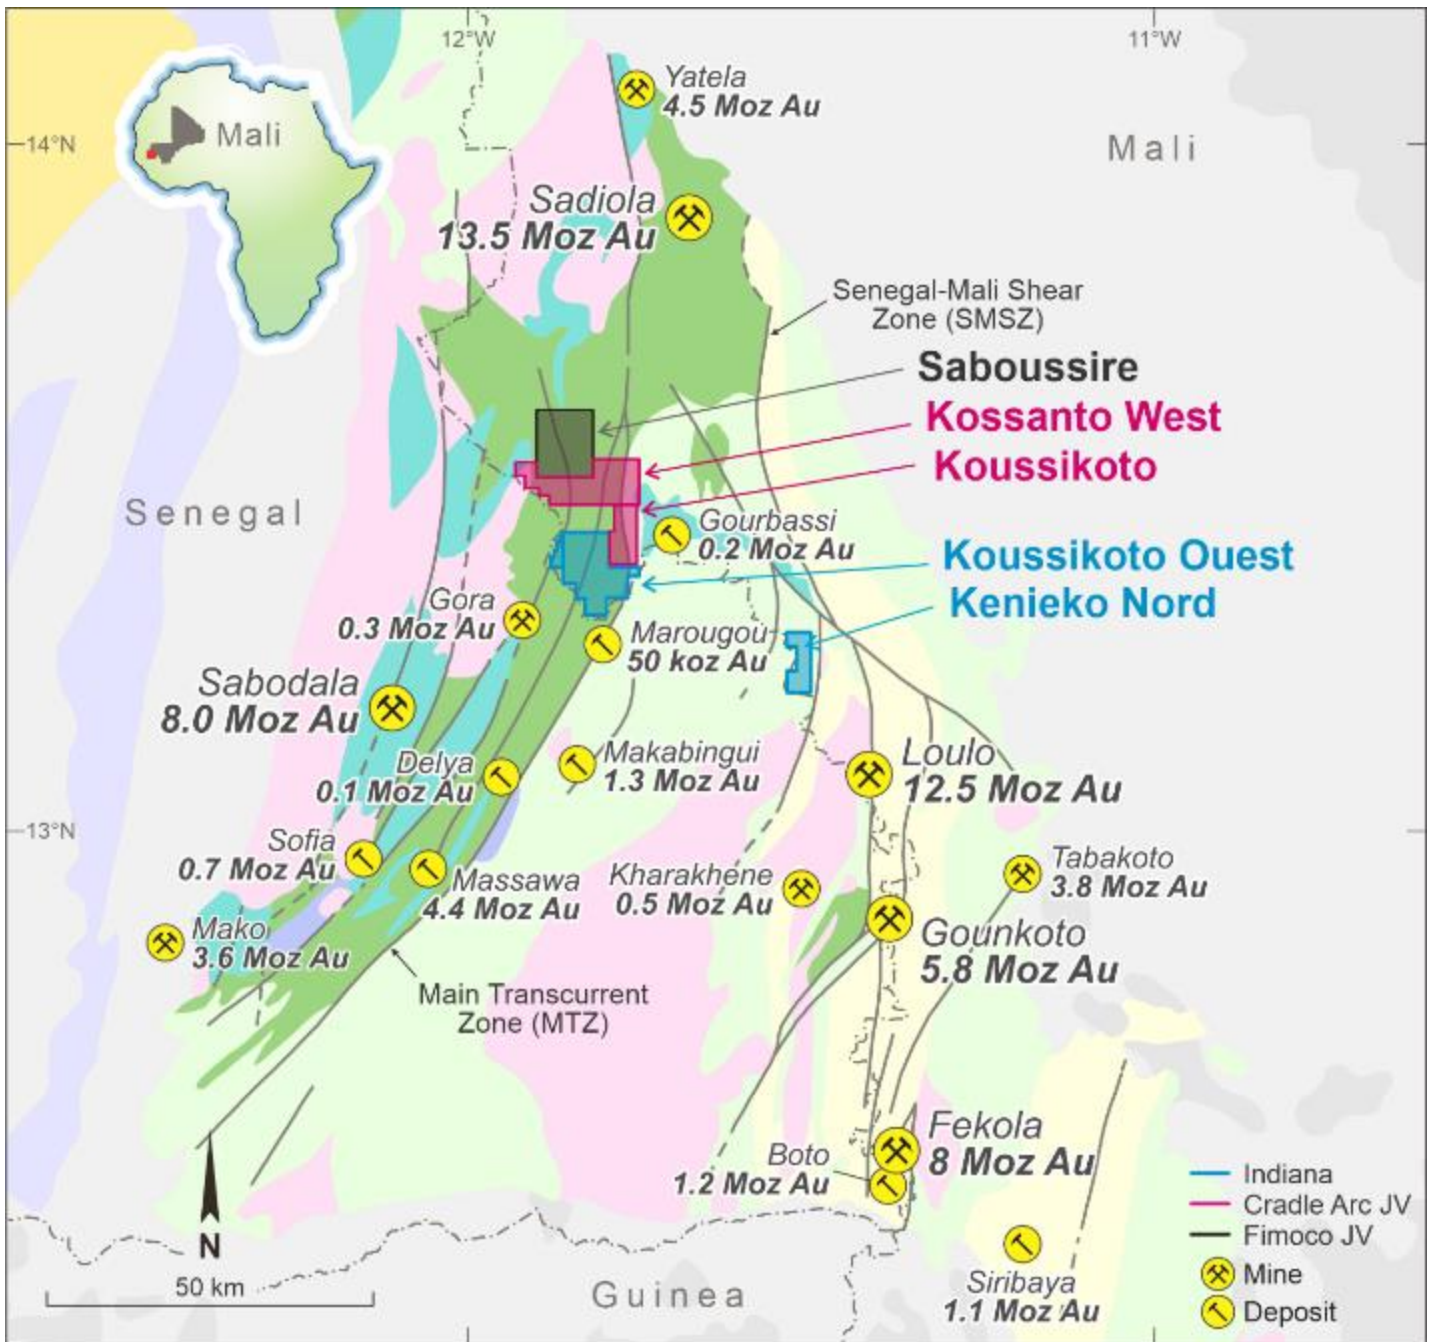 12°W
11°W
Yatela
4.5 Moz Au
14°N
Mali
Mali
Sadiola
13.5 Moz Au
Senegal-Mali Shear
Zone (SMSZ)
Saboussire
Kossanto West
Koussikoto
Senegal
Gourbassi
0.2 Moz Au
Koussikoto Ouest
Kenieko Nord
Gora
0.3 Moz Au
Marougou
50 koz Au
Sabodala
8.0 Moz Au
Delya
0.1 Moz Au
Makabingui
1.3 Moz Au
Loulo
12.5 Moz Au
13°N
Sofia
0.7 Moz Au
Massawa
4.4 Moz Au
Kharakhene
0.5 Moz Au
Tabakoto
3.8 Moz Au
Mako
3.6 Moz Au
Gounkoto
5.8 Moz Au
Main Transcurrent
Zone (MTZ)
Fekola
8 Moz Au
Boto
1.2 Moz Au
N
50 km
Guinea
Siribaya
1.1 Moz Au
Indiana
Cradle Arc JV
Fimoco JV
Mine
Deposit